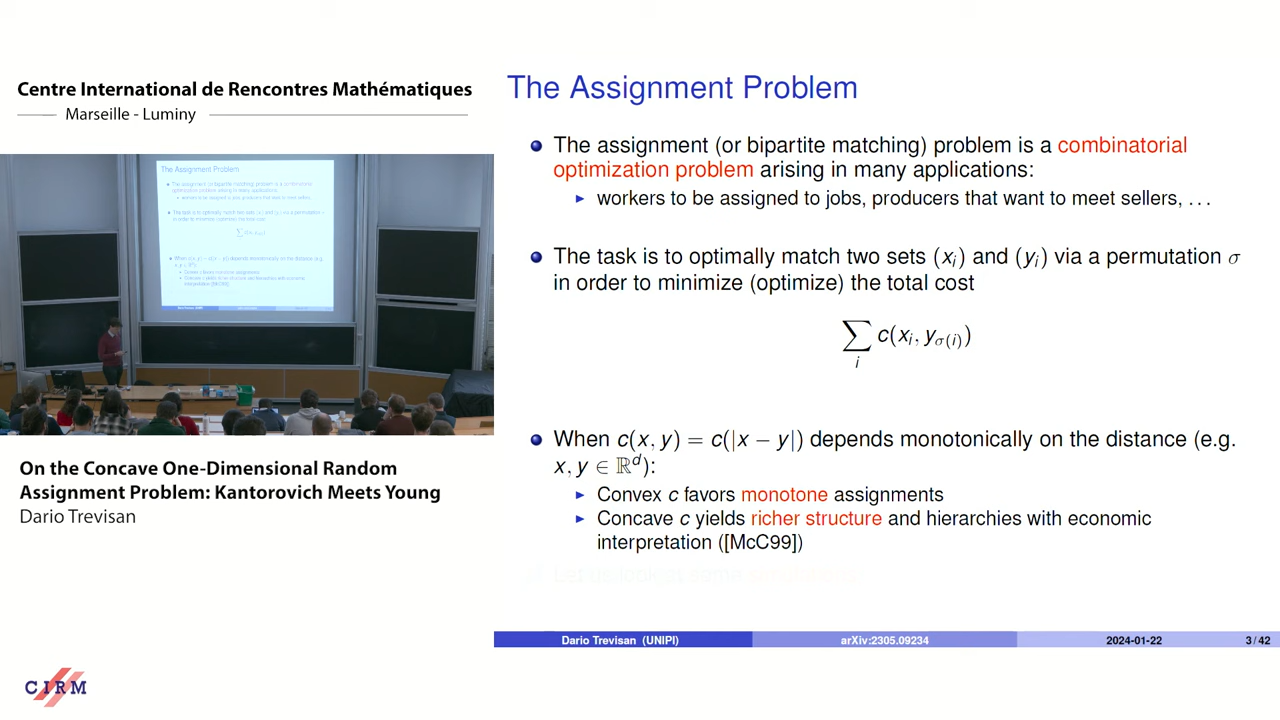 Centre International de Rencontres Mathématiques
Marseille - Luminy
The Assignment Problem
The assignment (or bipartite matching) problem is a combinatorial
optimization problem arising in many applications:
workers to be assigned to jobs, producers that want to meet sellers, ...
The task is to optimally match two sets (xᵢ) and (yᵢ) via a permutation σ
in order to minimize (optimize) the total cost
∑ᵢ c(xᵢ, y_σ(i))
When c(x, y) = c(|x − y|) depends monotonically on the distance (e.g.
x, y ∈ ℝᵈ):
Convex c favors monotone assignments
Concave c yields richer structure and hierarchies with economic
interpretation ([McC99])
Dario Trevisan (UNIPI) arXiv:2305.09234 2024-01-22 3 / 42
On the Concave One-Dimensional Random
Assignment Problem: Kantorovich Meets Young
Dario Trevisan
CIRM